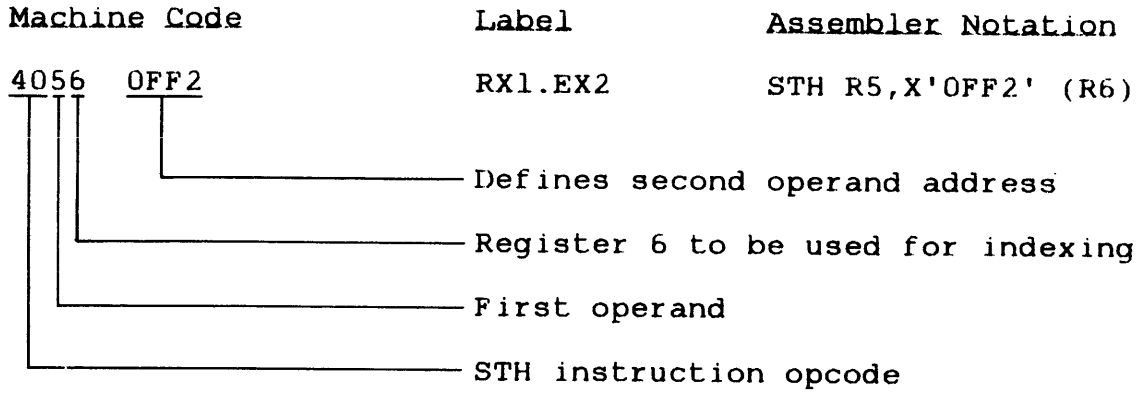 Machine Code Label Assembler Notation
4056 0FF2 RX1.EX2 STH R5,X'0FF2' (R6)
Defines second operand address
Register 6 to be used for indexing
First operand
STH instruction opcode